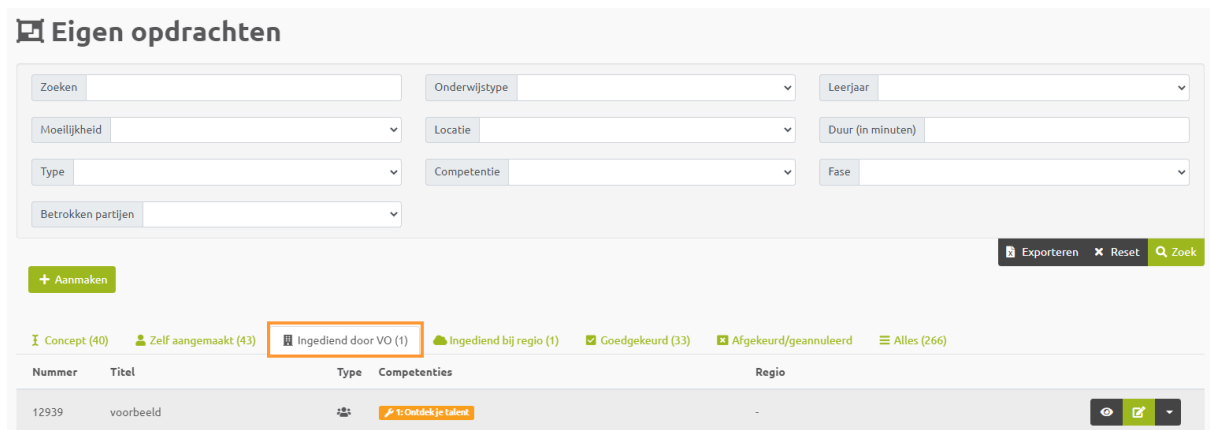 Eigen opdrachten
Zoeken Onderwijstype Leerjaar
Moeilijkheid Locatie Duur (in minuten)
Type Competentie Fase
Betrokken partijen
Exporteren Reset Zoek
Aanmaken
Concept (40) Zelf aangemaakt (43) Ingediend door VO (1) Ingediend bij regio (1) Goedgekeurd (33) Afgekeurd/geannuleerd Alles (266)
Nummer Titel Type Competenties Regio
12939 voorbeeld 1: Ontdek je talent -